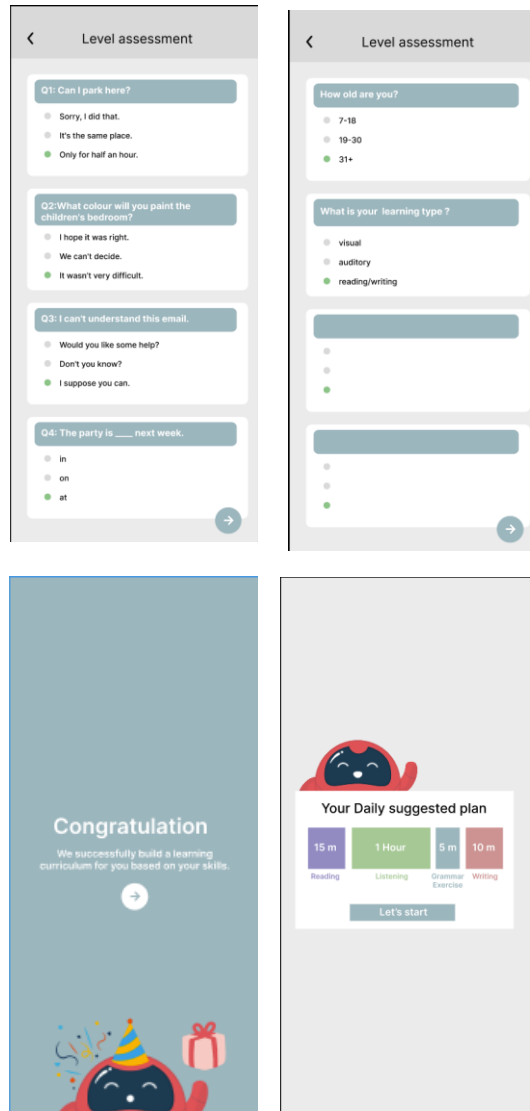 Level assessment
Q1: Can I park here?
Sorry, I did that.
It's the same place.
Only for half an hour.
Q2:What colour will you paint the
children's bedroom?
I hope it was right.
We can't decide.
It wasn't very difficult.
Q3: I can't understand this email.
Would you like some help?
Don't you know?
I suppose you can.
Q4: The party is ____ next week.
in
on
at
Level assessment
How old are you?
7-18
19-30
31+
What is your learning type ?
visual
auditory
reading/writing
Congratulation
We successfully build a learning
curriculum for you based on your skills.
Your Daily suggested plan
15 m
1 Hour
5 m
10 m
Reading
Listening
Grammar
Exercise
Writing
Let's start